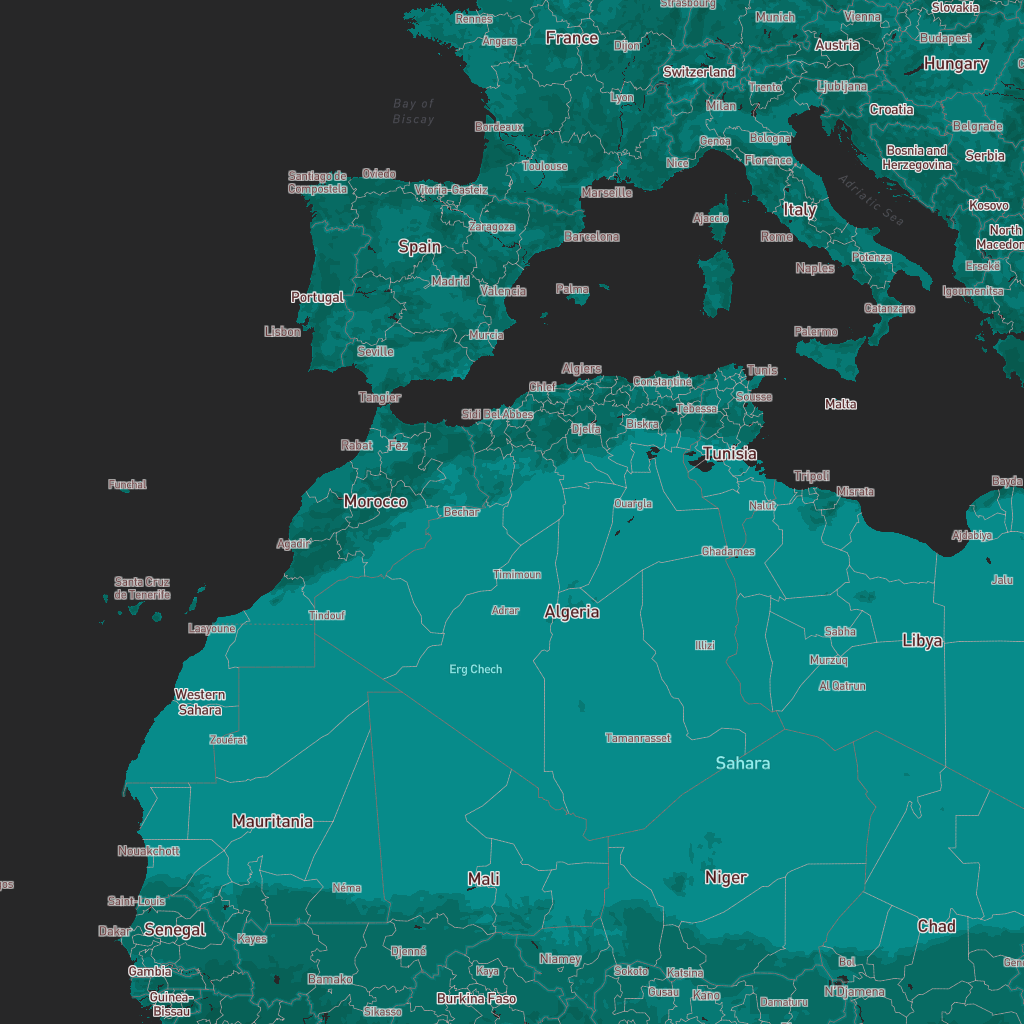 Strasbourg
Slovakia
Rennes
Munich
Vienna
France
Angers
Dijon
Austria
Budapest
Hungary
Switzerland
Trento
Ljubljana
Lyon
Milan
Croatia
Bay of
Biscay
Bordeaux
Genoa
Bologna
Belgrade
Toulouse
Nice
Florence
Bosnia and
Herzegovina
Serbia
Santiago de
Compostela
Oviedo
Vitoria-Gasteiz
Marseille
Adriatic Sea
Kosovo
Ajaccio
Italy
Zaragoza
Barcelona
Rome
North
Macedon
Spain
Potenza
Naples
Ersekë
Madrid
Palma
Valencia
Igoumenitsa
Portugal
Catanzaro
Lisbon
Murcia
Palermo
Seville
Algiers
Tunis
Chlef
Constantine
Tangier
Sousse
Malta
Sidi Bel Abbes
Tebessa
Djelfa
Biskra
Rabat
Fez
Tunisia
Funchal
Tripoli
Bayda
Misrata
Morocco
Ouargla
Nalut
Bechar
Ajdabiya
Agadir
Ghadames
Santa Cruz
de Tenerife
Timimoun
Jalu
Tindouf
Adrar
Algeria
Laayoune
Sabha
Illizi
Libya
Erg Chech
Murzuq
Al Qatrun
Western
Sahara
Zouérat
Tamanrasset
Sahara
Mauritania
Nouakchott
Mali
Niger
Néma
Saint-Louis
Dakar
Senegal
Kayes
Chad
Djenné
Niamey
Bol
Gambia
Bamako
Kaya
Sokoto
Katsina
Guinea-
Bissau
Burkina Faso
Gusau
Kano
N'Djamena
Damaturu
Sikasso